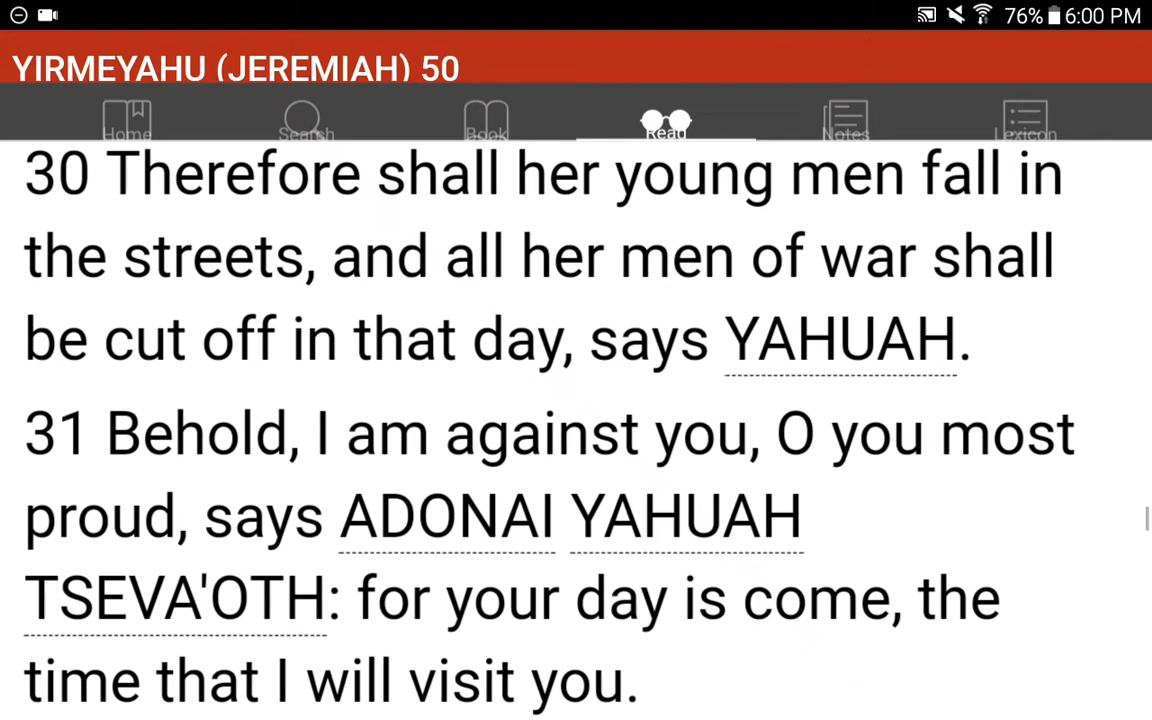 76% 6:00 PM
YIRMEYAHU (JEREMIAH) 50
Home Search Book Read Notes Lexicon
30 Therefore shall her young men fall in
the streets, and all her men of war shall
be cut off in that day, says YAHUAH.
31 Behold, I am against you, O you most
proud, says ADONAI YAHUAH
TSEVA'OTH: for your day is come, the
time that I will visit you.